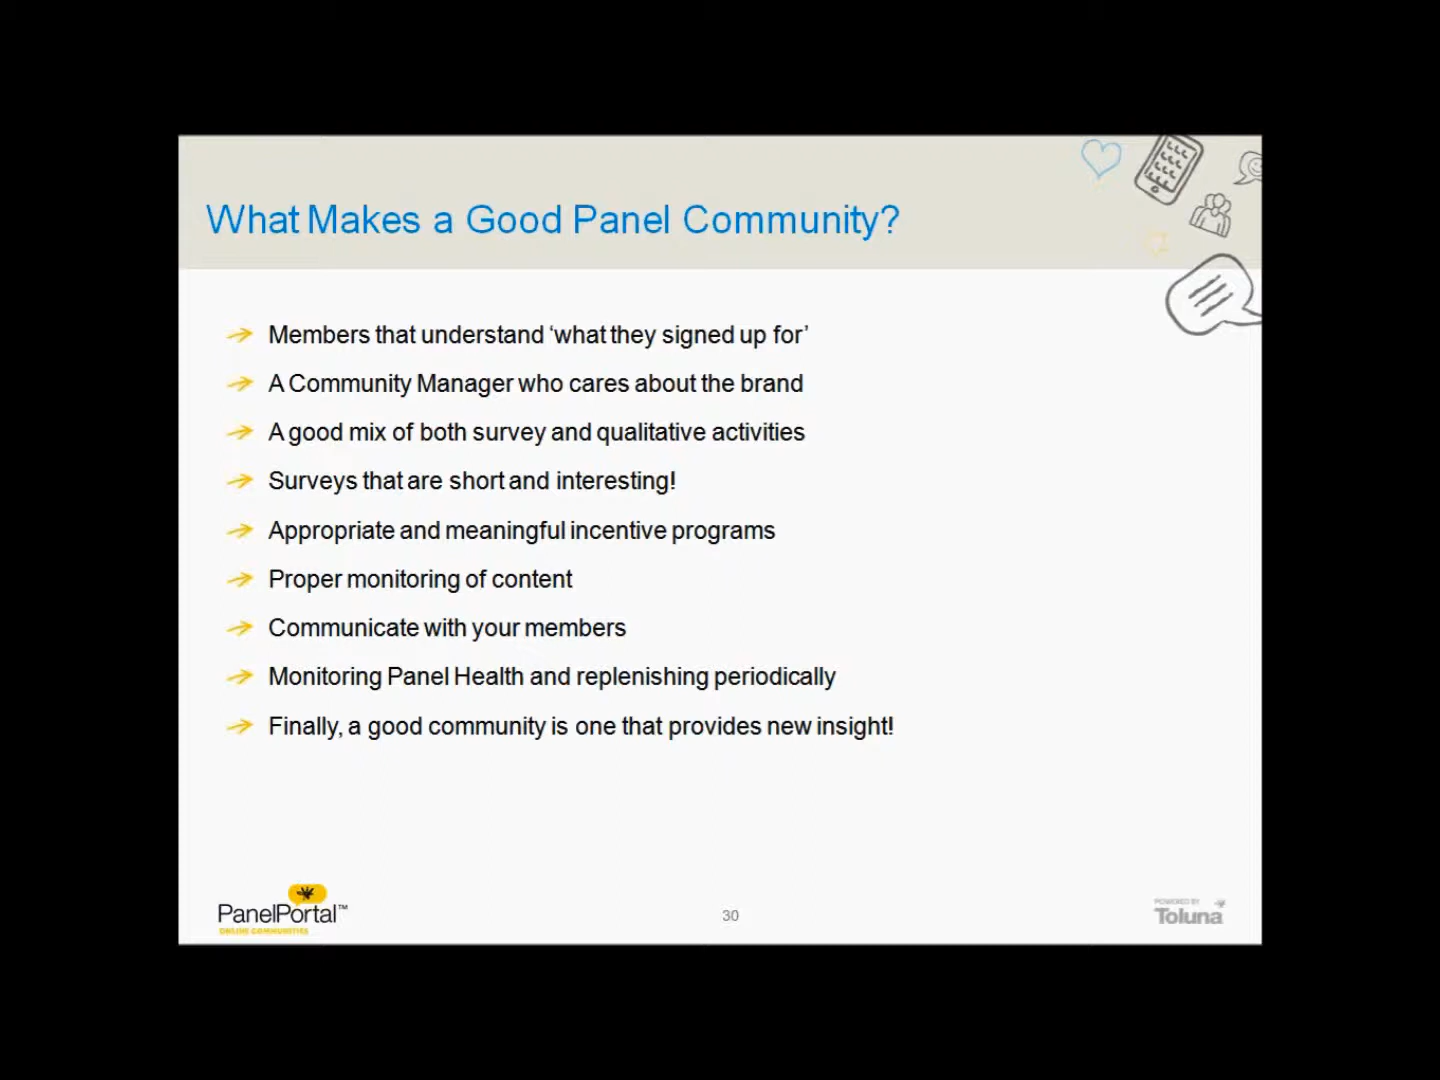 What Makes a Good Panel Community?
Members that understand ‘what they signed up for’
A Community Manager who cares about the brand
A good mix of both survey and qualitative activities
Surveys that are short and interesting!
Appropriate and meaningful incentive programs
Proper monitoring of content
Communicate with your members
Monitoring Panel Health and replenishing periodically
Finally, a good community is one that provides new insight!
PanelPortal™
ONLINE COMMUNITIES
30
POWERED BY
Toluna